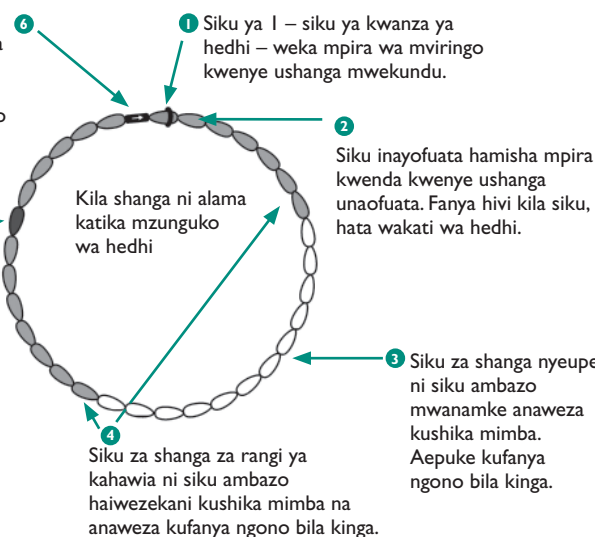 6
a
o
1 Siku ya 1 – siku ya kwanza ya
hedhi – weka mpira wa mviringo
kwenye ushanga mwekundu.
2
Siku inayofuata hamisha mpira
kwenda kwenye ushanga
unaofuata. Fanya hivi kila siku,
hata wakati wa hedhi.
Kila shanga ni alama
katika mzunguko
wa hedhi
3 Siku za shanga nyeupe
ni siku ambazo
mwanamke anaweza
kushika mimba.
Aepuke kufanya
ngono bila kinga.
4
Siku za shanga za rangi ya
kahawia ni siku ambazo
haiwezekani kushika mimba na
anaweza kufanya ngono bila kinga.